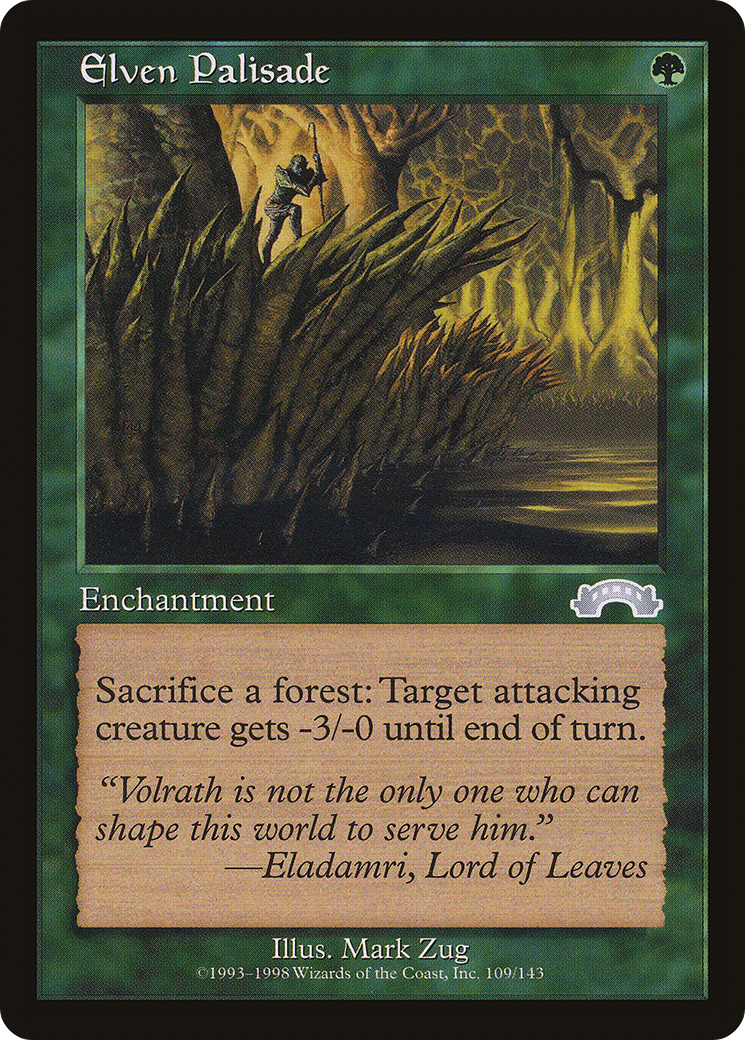 Elven Palisade
Enchantment
Sacrifice a forest: Target attacking
creature gets -3/-0 until end of turn.
“Volrath is not the only one who can
shape this world to serve him.”
—Eladamri, Lord of Leaves
Illus. Mark Zug
©1993–1998 Wizards of the Coast, Inc. 109/143